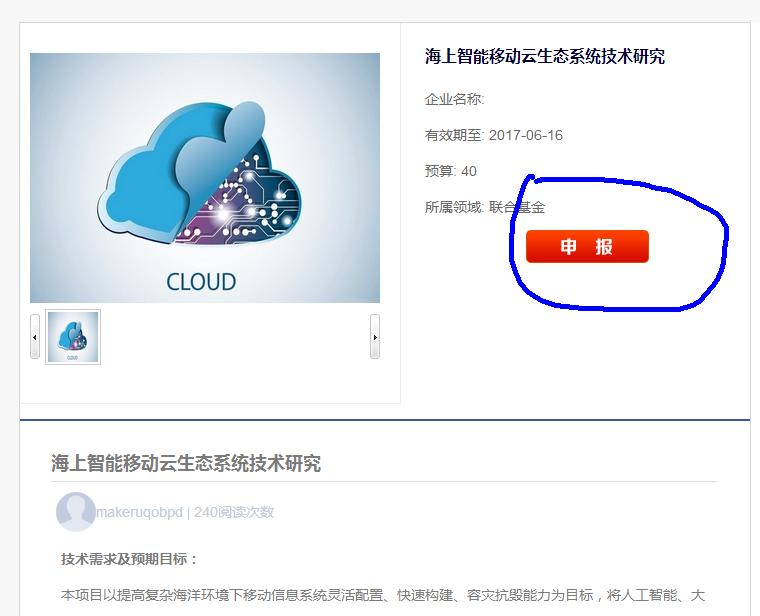 海上智能移动云生态系统技术研究
企业名称:
有效期至: 2017-06-16
预算: 40
所属领域: 联合基金
申 报
CLOUD
CLOUD
海上智能移动云生态系统技术研究
makeruqobpd | 240阅读次数
技术需求及预期目标：
本项目以提高复杂海洋环境下移动信息系统灵活配置、快速构建、容灾抗毁能力为目标，将人工智能、大